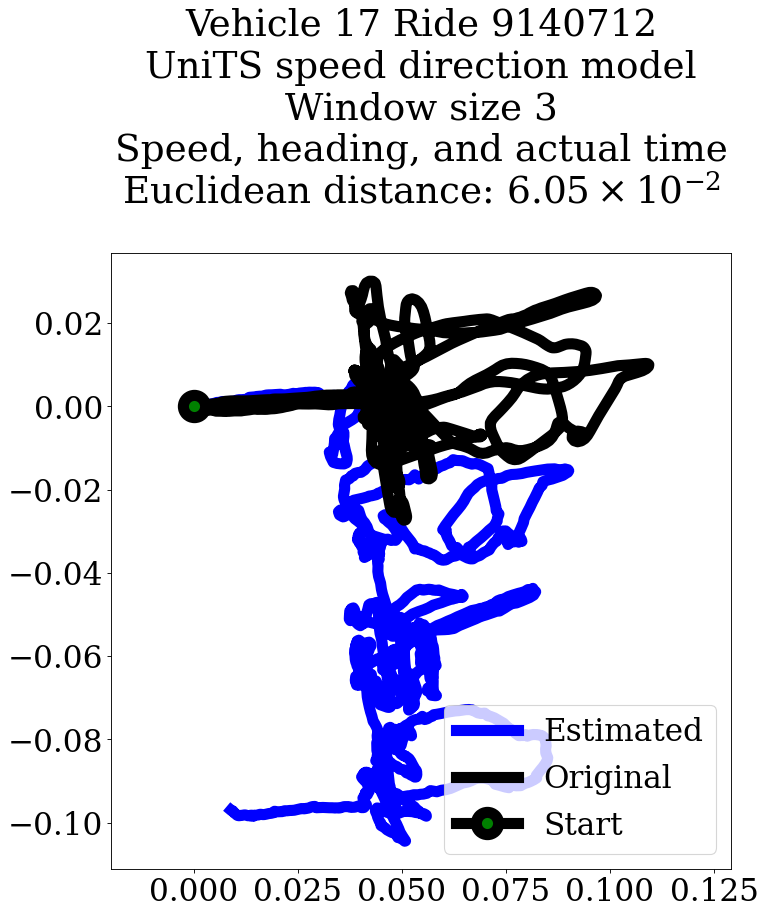 Vehicle 17 Ride 9140712
UniTS speed direction model
Window size 3
Speed, heading, and actual time
Euclidean distance: 6.05 × 10⁻²
0.02
0.00
−0.02
−0.04
−0.06
−0.08
−0.10
Estimated
Original
Start
0.000 0.025 0.050 0.075 0.100 0.125